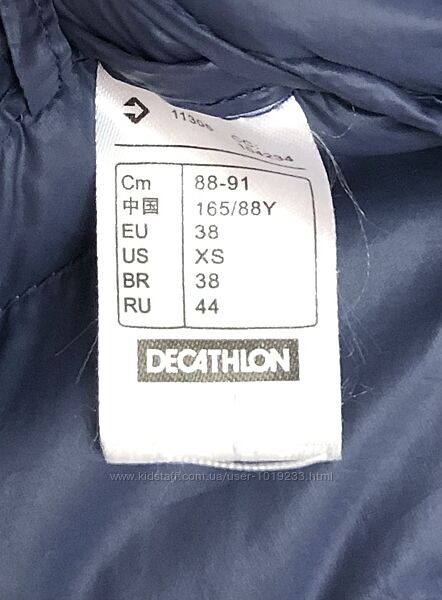 Cm 88-91
中国 165/88Y
EU 38
US XS
BR 38
RU 44
DECATHLON
www.kidstaff.com.ua/user-1019233.html